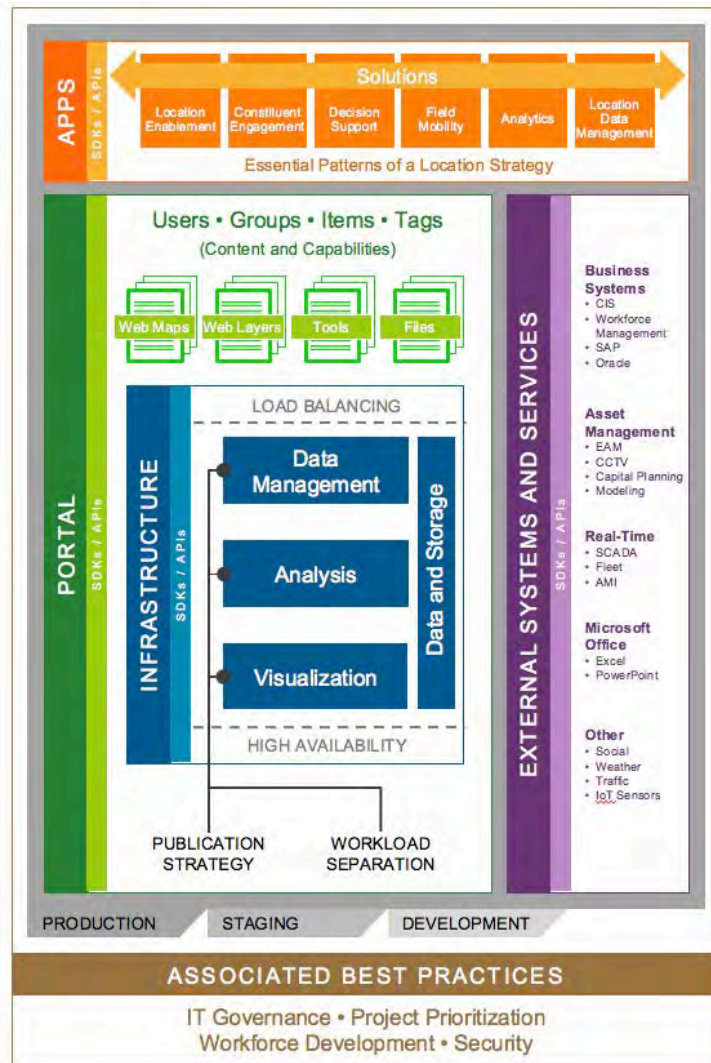 APPS
SDKs / APIs
Solutions
Location
Enablement
Constituent
Engagement
Decision
Support
Field
Mobility
Analytics
Location
Data
Management
Essential Patterns of a Location Strategy
PORTAL
SDKs / APIs
Users • Groups • Items • Tags
(Content and Capabilities)
Web Maps
Web Layers
Tools
Files
INFRASTRUCTURE
SDKs / APIs
LOAD BALANCING
Data
Management
Analysis
Visualization
Data and Storage
HIGH AVAILABILITY
PUBLICATION
STRATEGY
WORKLOAD
SEPARATION
EXTERNAL SYSTEMS AND SERVICES
SDKs / APIs
Business
Systems
• CIS
• Workforce
Management
• SAP
• Oracle
Asset
Management
• EAM
• CCTV
• Capital Planning
• Modeling
Real-Time
• SCADA
• Fleet
• AMI
Microsoft
Office
• Excel
• PowerPoint
Other
• Social
• Weather
• Traffic
• IoT Sensors
PRODUCTION
STAGING
DEVELOPMENT
ASSOCIATED BEST PRACTICES
IT Governance • Project Prioritization
Workforce Development • Security